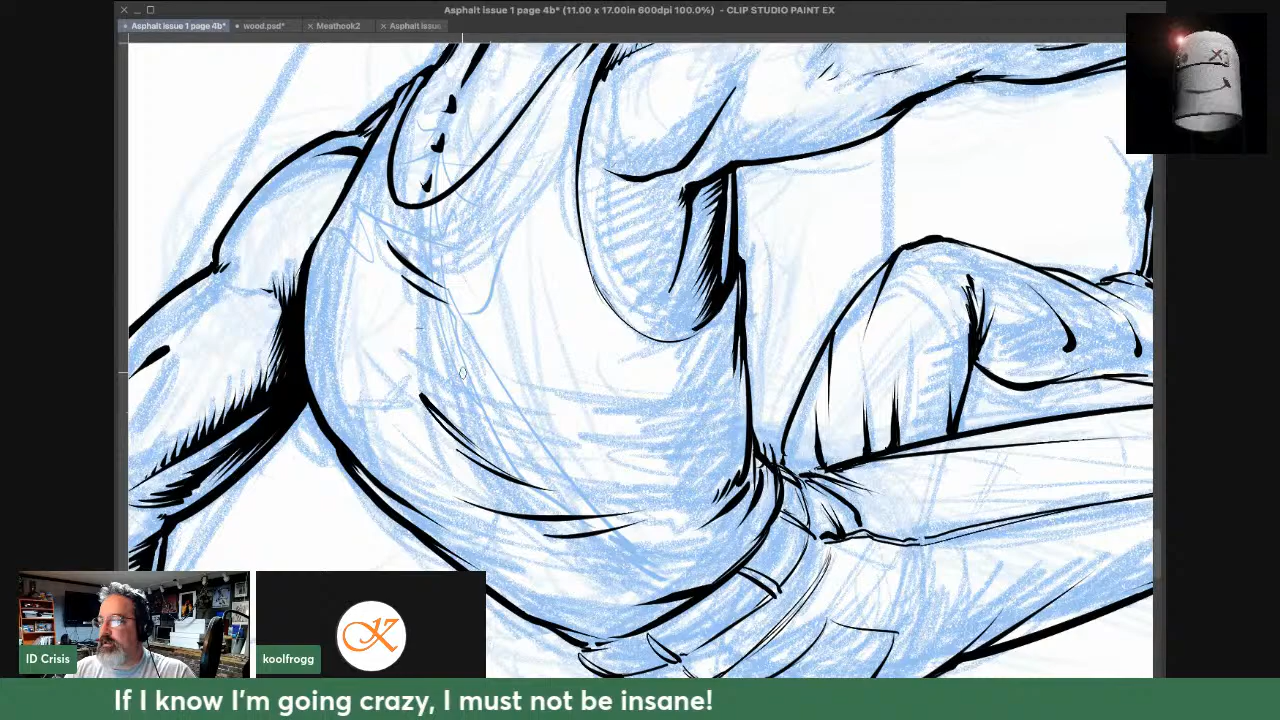 Asphalt issue 1 page 4b* (11.00 x 17.00in 600dpi 100.0%) - CLIP STUDIO PAINT EX
Asphalt issue 1 page 4b* wood.psd* Meathook2 Asphalt issue
X
ID Crisis
koolfrogg
K
If I know I'm going crazy, I must not be insane!